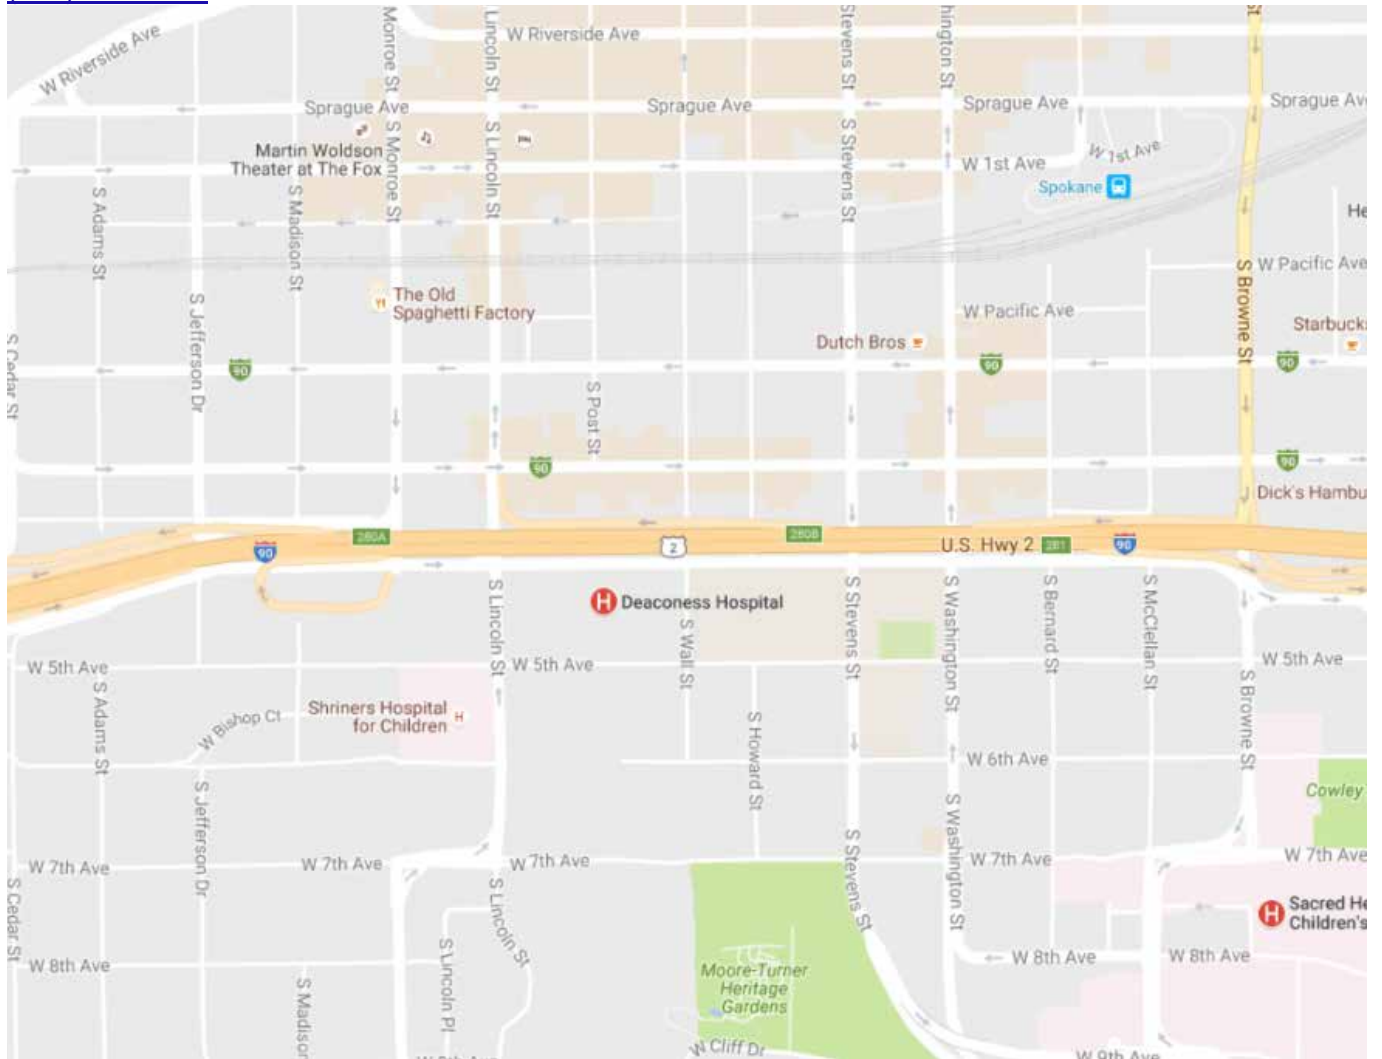 W Riverside Ave
W Riverside Ave
Monroe St
Lincoln St
Stevens St
hington St
St
Sprague Ave
Sprague Ave
Sprague Ave
Sprague Av
Martin Woldson
Theater at The Fox
S Monroe St
S Lincoln St
S Stevens St
W 1st Ave
W 1st Ave
Spokane
S Adams St
S Madison St
He
S Browne St
W Pacific Ave
S Jefferson Dr
The Old
Spaghetti Factory
W Pacific Ave
Dutch Bros
Starbucks
S Cedar St
90
90
90
S Post St
90
90
Dick's Hambu
280A
90
2
280B
U.S. Hwy 2
281
90
H
Deaconess Hospital
S Lincoln St
S Wall St
S Stevens St
S Washington St
S Bernard St
S McClellan St
W 5th Ave
W 5th Ave
W 5th Ave
S Adams St
Shriners Hospital
for Children
H
W Bishop Ct
S Howard St
S Browne St
W 6th Ave
S Jefferson Dr
S Washington St
Cowley
W 7th Ave
W 7th Ave
W 7th Ave
W 7th Ave
W 7th Ave
S Stevens St
S Cedar St
S Lincoln St
H
Sacred He
Children's
W 8th Ave
S Lincoln Pl
W 8th Ave
W 8th Ave
S Madison
Moore-Turner
Heritage
Gardens
W Cliff Dr
W 9th Ave